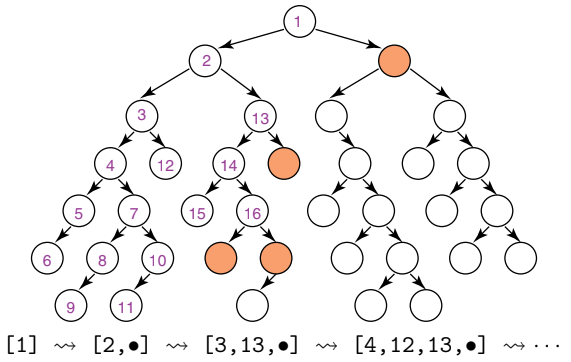 1
2
3 13
4 12 14
5 7 15 16
6 8 10
9 11
[1] ⇝ [2,●] ⇝ [3,13,●] ⇝ [4,12,13,●] ⇝ ···